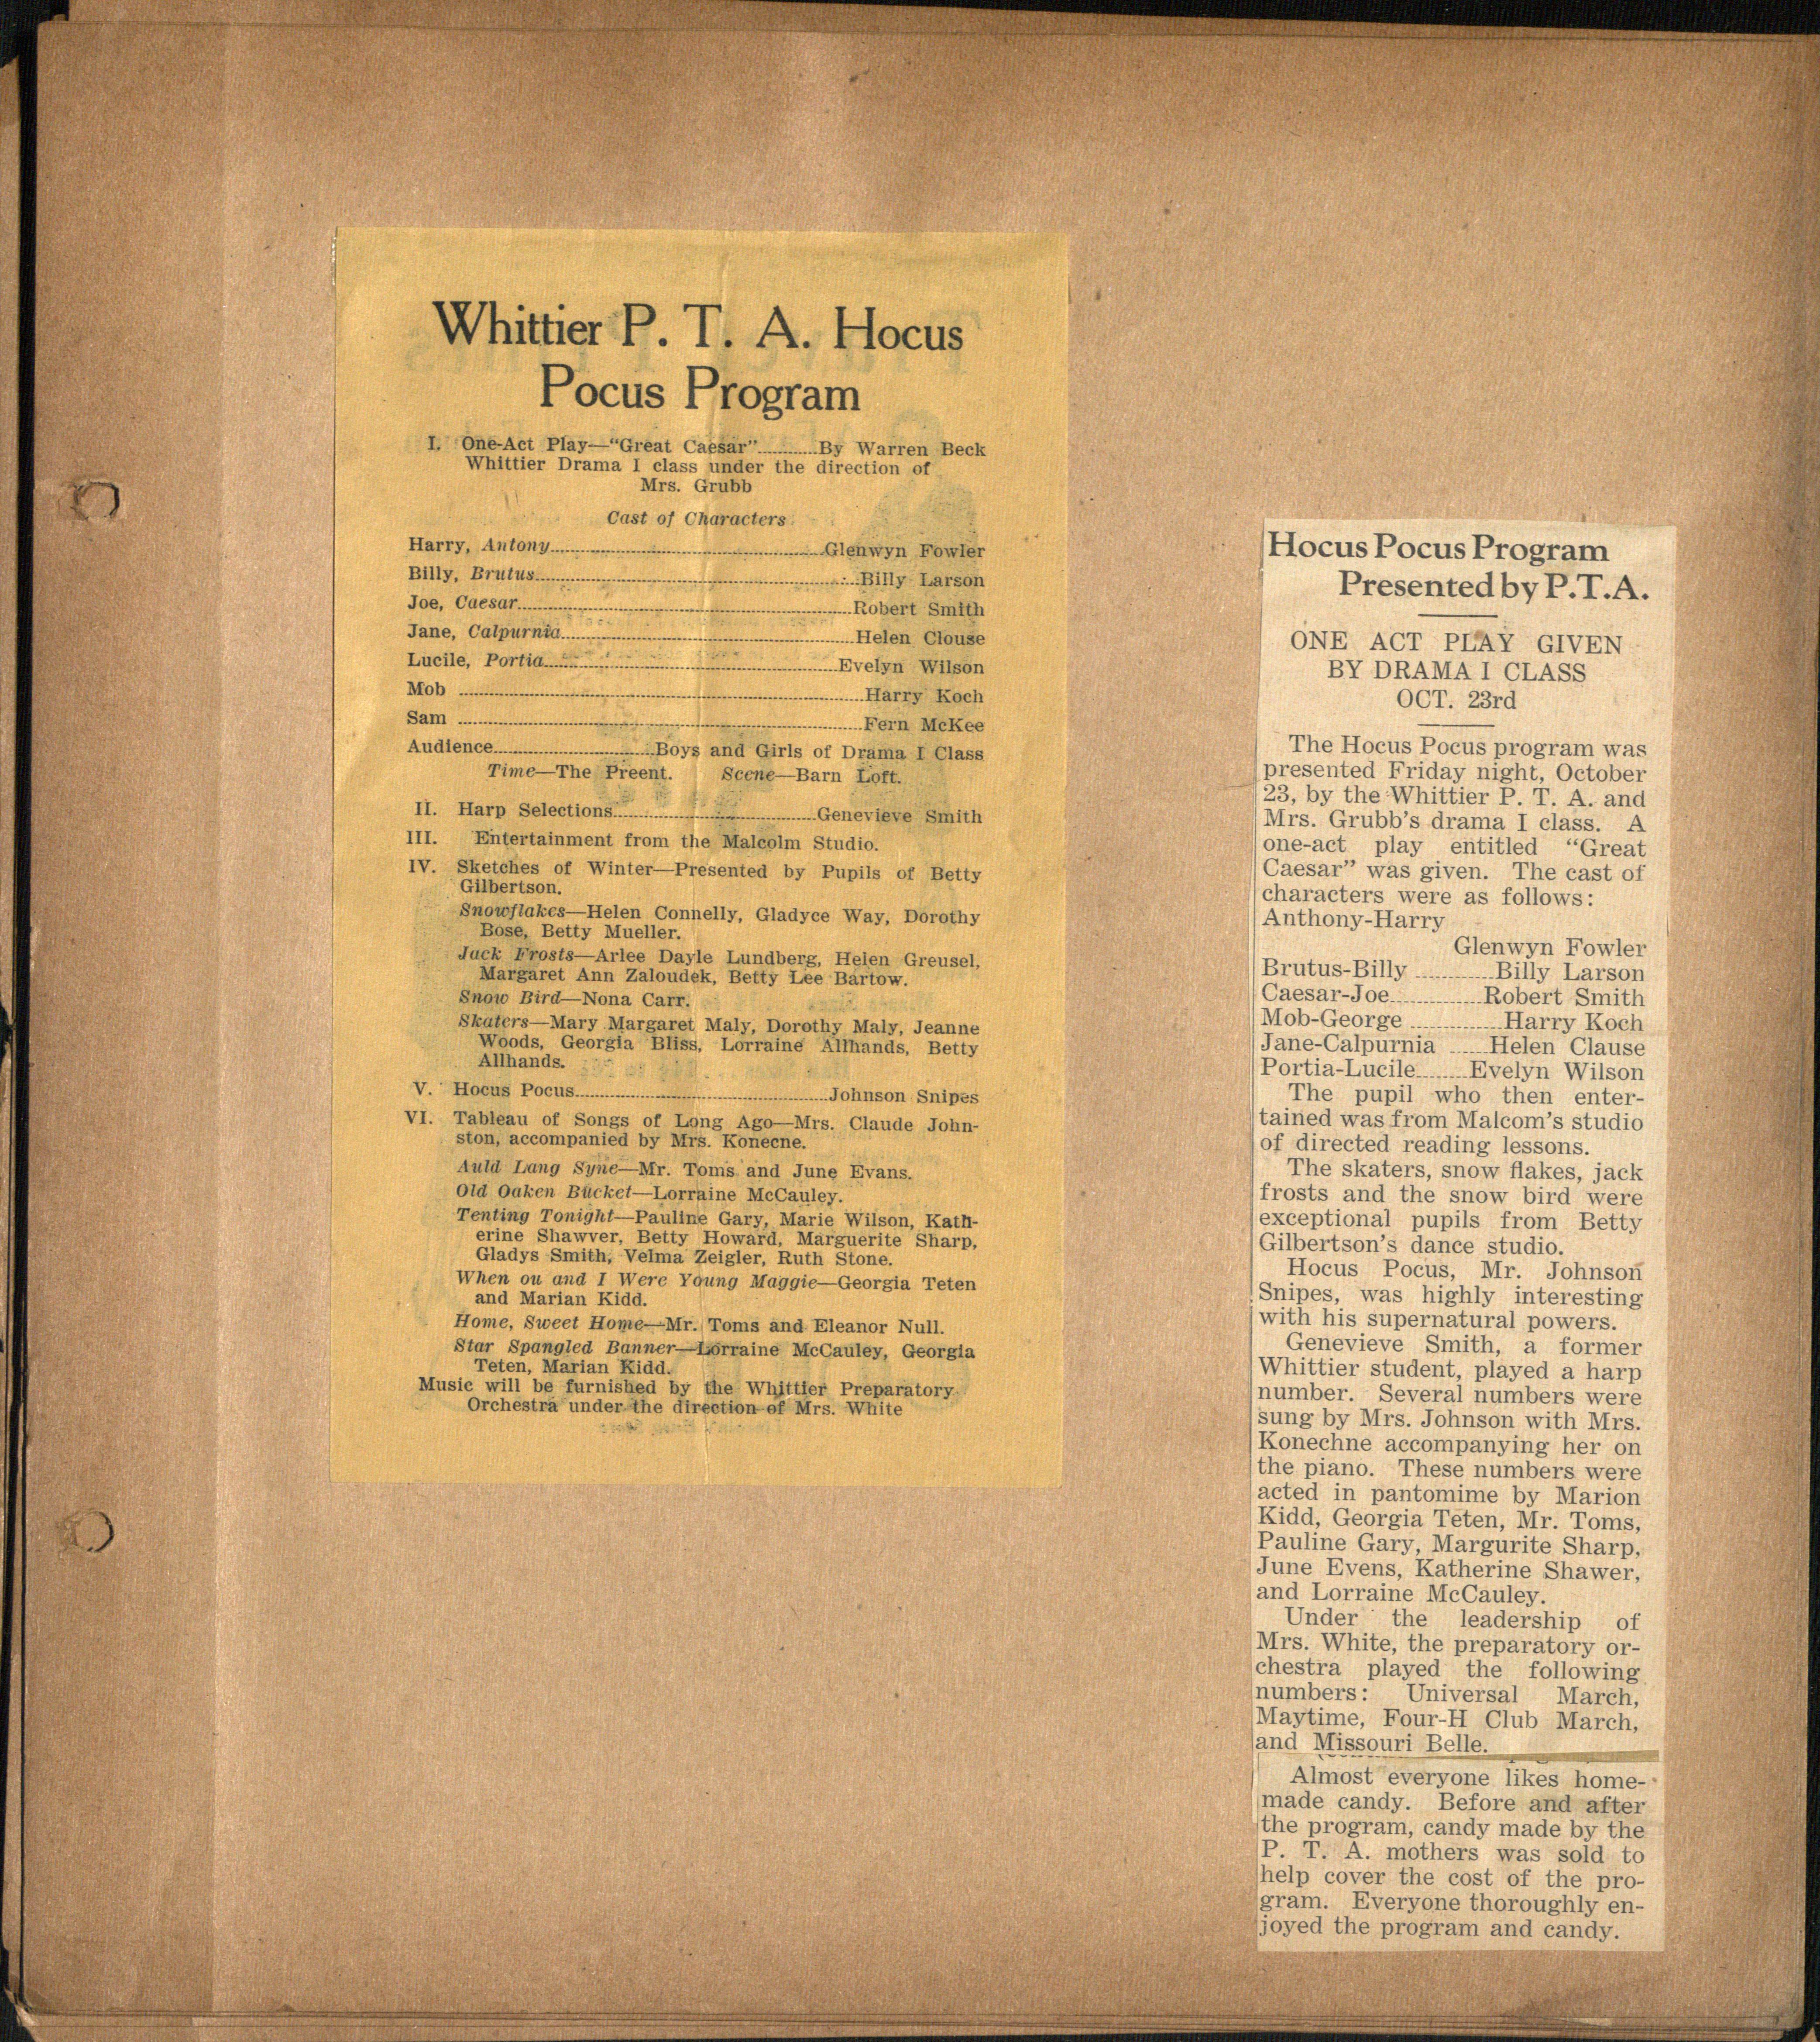 Whittier P. T. A. Hocus
Pocus Program
I. One-Act Play—"Great Caesar"..........By Warren Beck
Whittier Drama I class under the direction of
Mrs. Grubb
Cast of Characters
Harry, Antony..........Glenwyn Fowler
Billy, Brutus..........Billy Larson
Joe, Caesar..........Robert Smith
Jane, Calpurnia..........Helen Clouse
Lucile, Portia..........Evelyn Wilson
Mob ..........Harry Koch
Sam ..........Fern McKee
Audience..........Boys and Girls of Drama I Class
Time—The Preent. Scene—Barn Loft.
II. Harp Selections..........Genevieve Smith
III. Entertainment from the Malcolm Studio.
IV. Sketches of Winter—Presented by Pupils of Betty
Gilbertson.
Snowflakes—Helen Connelly, Gladyce Way, Dorothy
Bose, Betty Mueller.
Jack Frosts—Arlee Dayle Lundberg, Helen Greusel,
Margaret Ann Zaloudek, Betty Lee Bartow.
Snow Bird—Nona Carr.
Skaters—Mary Margaret Maly, Dorothy Maly, Jeanne
Woods, Georgia Bliss, Lorraine Allhands, Betty
Allhands.
V. Hocus Pocus..........Johnson Snipes
VI. Tableau of Songs of Long Ago—Mrs. Claude John-
ston, accompanied by Mrs. Konecne.
Auld Lang Syne—Mr. Toms and June Evans.
Old Oaken Bucket—Lorraine McCauley.
Tenting Tonight—Pauline Gary, Marie Wilson, Kath-
erine Shawver, Betty Howard, Marguerite Sharp,
Gladys Smith, Velma Zeigler, Ruth Stone.
When ou and I Were Young Maggie—Georgia Teten
and Marian Kidd.
Home, Sweet Home—Mr. Toms and Eleanor Null.
Star Spangled Banner—Lorraine McCauley, Georgia
Teten, Marian Kidd.
Music will be furnished by the Whittier Preparatory
Orchestra under the direction of Mrs. White
Hocus Pocus Program
Presented by P.T.A.
ONE ACT PLAY GIVEN
BY DRAMA I CLASS
OCT. 23rd
The Hocus Pocus program was
presented Friday night, October
23, by the Whittier P. T. A. and
Mrs. Grubb's drama I class. A
one-act play entitled "Great
Caesar" was given. The cast of
characters were as follows:
Anthony-Harry
Glenwyn Fowler
Brutus-Billy ..........Billy Larson
Caesar-Joe..........Robert Smith
Mob-George ..........Harry Koch
Jane-Calpurnia ......Helen Clause
Portia-Lucile........Evelyn Wilson
The pupil who then enter-
tained was from Malcom's studio
of directed reading lessons.
The skaters, snow flakes, jack
frosts and the snow bird were
exceptional pupils from Betty
Gilbertson's dance studio.
Hocus Pocus, Mr. Johnson
Snipes, was highly interesting
with his supernatural powers.
Genevieve Smith, a former
Whittier student, played a harp
number. Several numbers were
sung by Mrs. Johnson with Mrs.
Konechne accompanying her on
the piano. These numbers were
acted in pantomime by Marion
Kidd, Georgia Teten, Mr. Toms,
Pauline Gary, Margurite Sharp,
June Evens, Katherine Shawer,
and Lorraine McCauley.
Under the leadership of
Mrs. White, the preparatory or-
chestra played the following
numbers: Universal March,
Maytime, Four-H Club March,
and Missouri Belle.
Almost everyone likes home-
made candy. Before and after
the program, candy made by the
P. T. A. mothers was sold to
help cover the cost of the pro-
gram. Everyone thoroughly en-
joyed the program and candy.